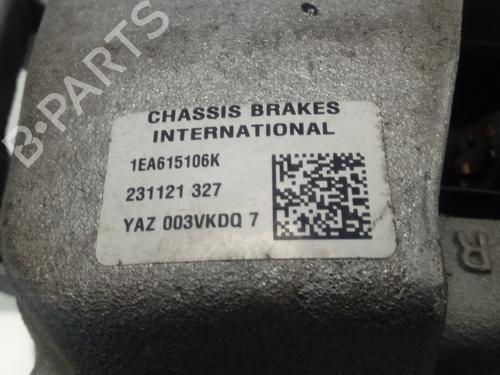 B-PARTS
CHASSIS BRAKES
INTERNATIONAL
1EA615106K
231121 327
YAZ 003VKDQ 7
R